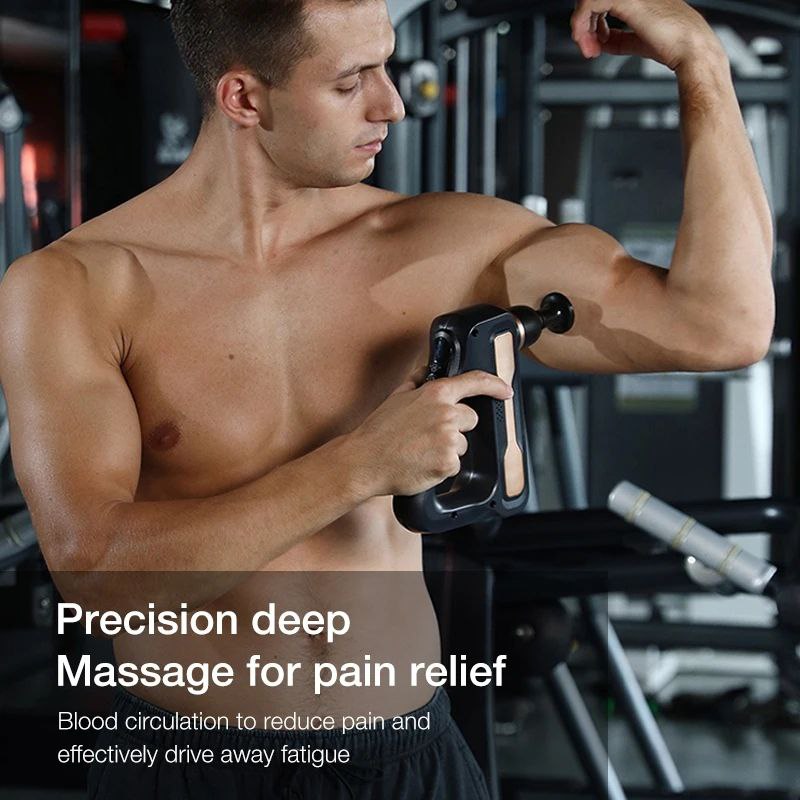 Precision deep
Massage for pain relief
Blood circulation to reduce pain and
effectively drive away fatigue